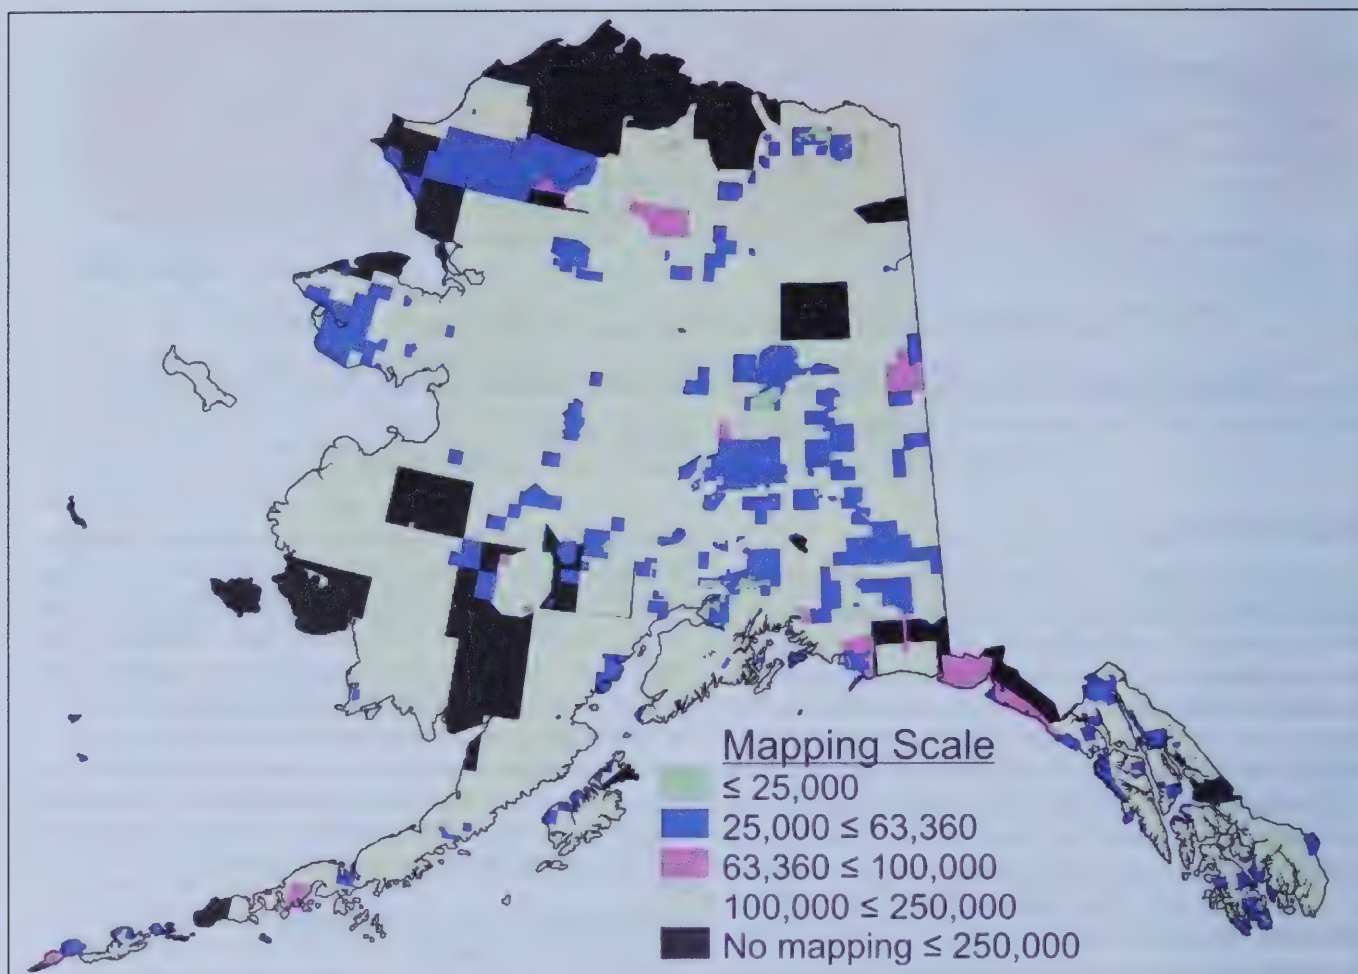 Mapping Scale
≤ 25,000
25,000 ≤ 63,360
63,360 ≤ 100,000
100,000 ≤ 250,000
No mapping ≤ 250,000